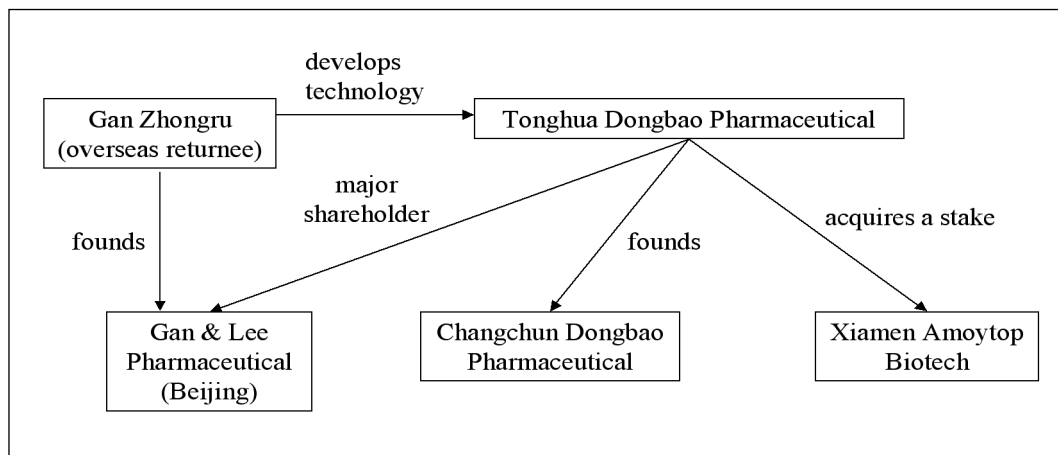 develops
technology
Gan Zhongru
(overseas returnee)
Tonghua Dongbao Pharmaceutical
major
shareholder
acquires a stake
founds
founds
Gan & Lee
Pharmaceutical
(Beijing)
Changchun Dongbao
Pharmaceutical
Xiamen Amoytop
Biotech